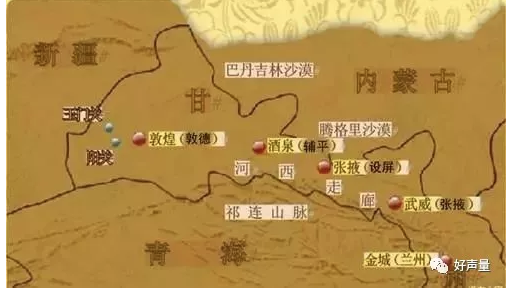 新疆
巴丹吉林沙漠
内蒙古
甘
玉门关
腾格里沙漠
敦煌(敦德)
酒泉(辅平)
阳关
张掖(设屏)
河西走廊
武威(张掖)
祁连山脉
青海
金城(兰州)
好声量